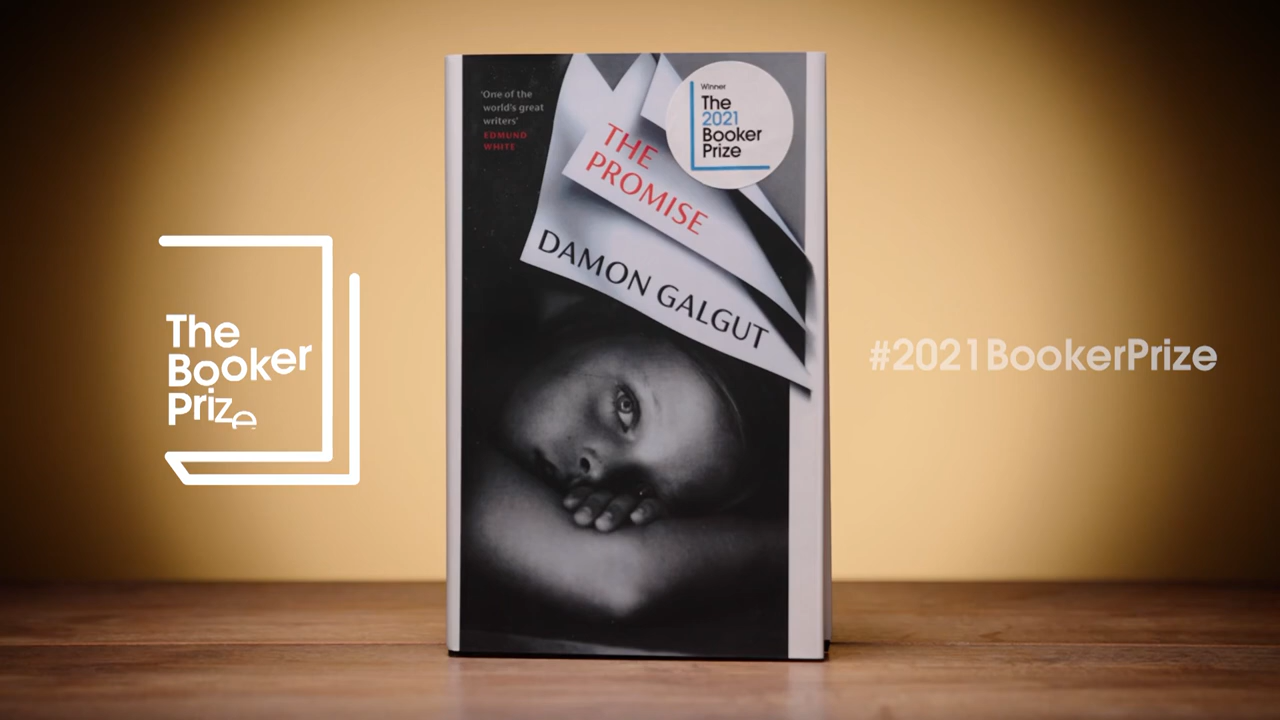 The
Booker
Prize
'One of the
world's great
writers'
EDMUND
WHITE
THE
PROMISE
DAMON GALGUT
Winner
The
2021
Booker
Prize
#2021BookerPrize